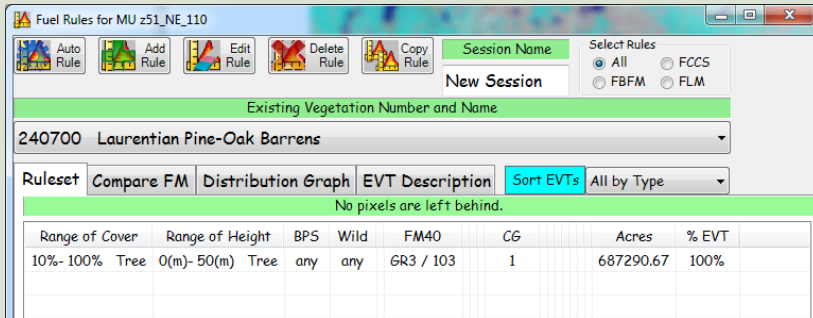 Fuel Rules for MU z51_NE_110
Auto Rule Add Rule Edit Rule Delete Rule Copy Rule
Session Name
New Session
Select Rules
All FCCS
FBFM FLM
Existing Vegetation Number and Name
240700 Laurentian Pine-Oak Barrens
Ruleset Compare FM Distribution Graph EVT Description Sort EVTs All by Type
No pixels are left behind.
Range of Cover Range of Height BPS Wild FM40 CG Acres % EVT
10%- 100% Tree 0(m)- 50(m) Tree any any GR3 / 103 1 687290.67 100%